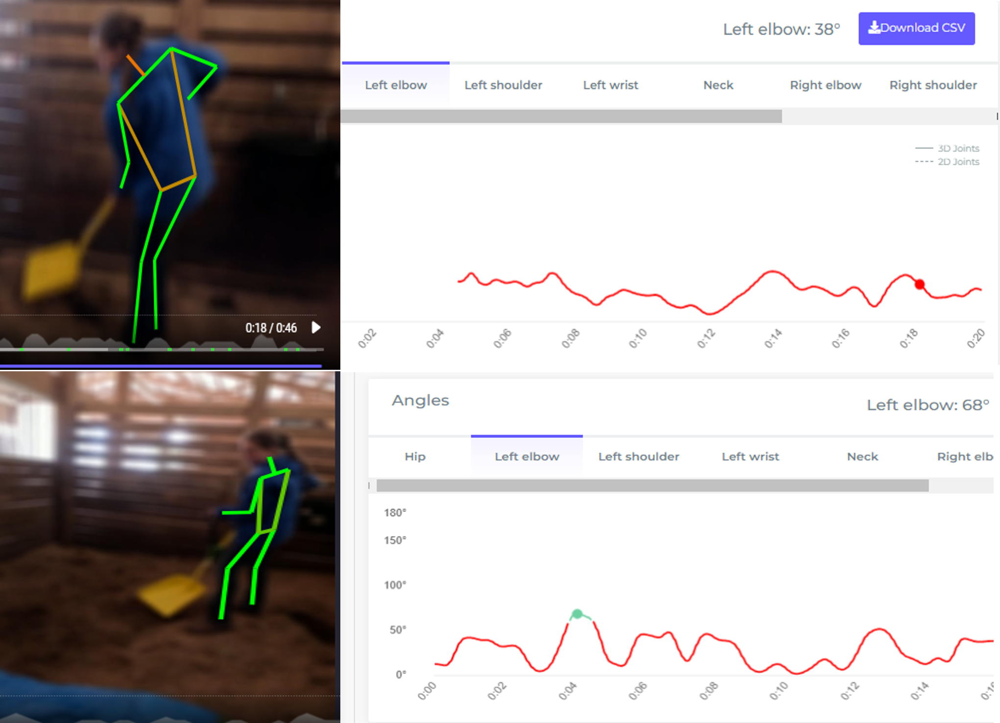 Left elbow: 38°
Download CSV
Left elbow Left shoulder Left wrist Neck Right elbow Right shoulder
3D Joints
2D Joints
0:02 0:04 0:06 0:08 0:10 0:12 0:14 0:16 0:18 0:20
0:18 / 0:46
Angles
Left elbow: 68°
Hip Left elbow Left shoulder Left wrist Neck Right elb
180°
150°
100°
50°
0°
0:00 0:02 0:04 0:06 0:08 0:10 0:12 0:14